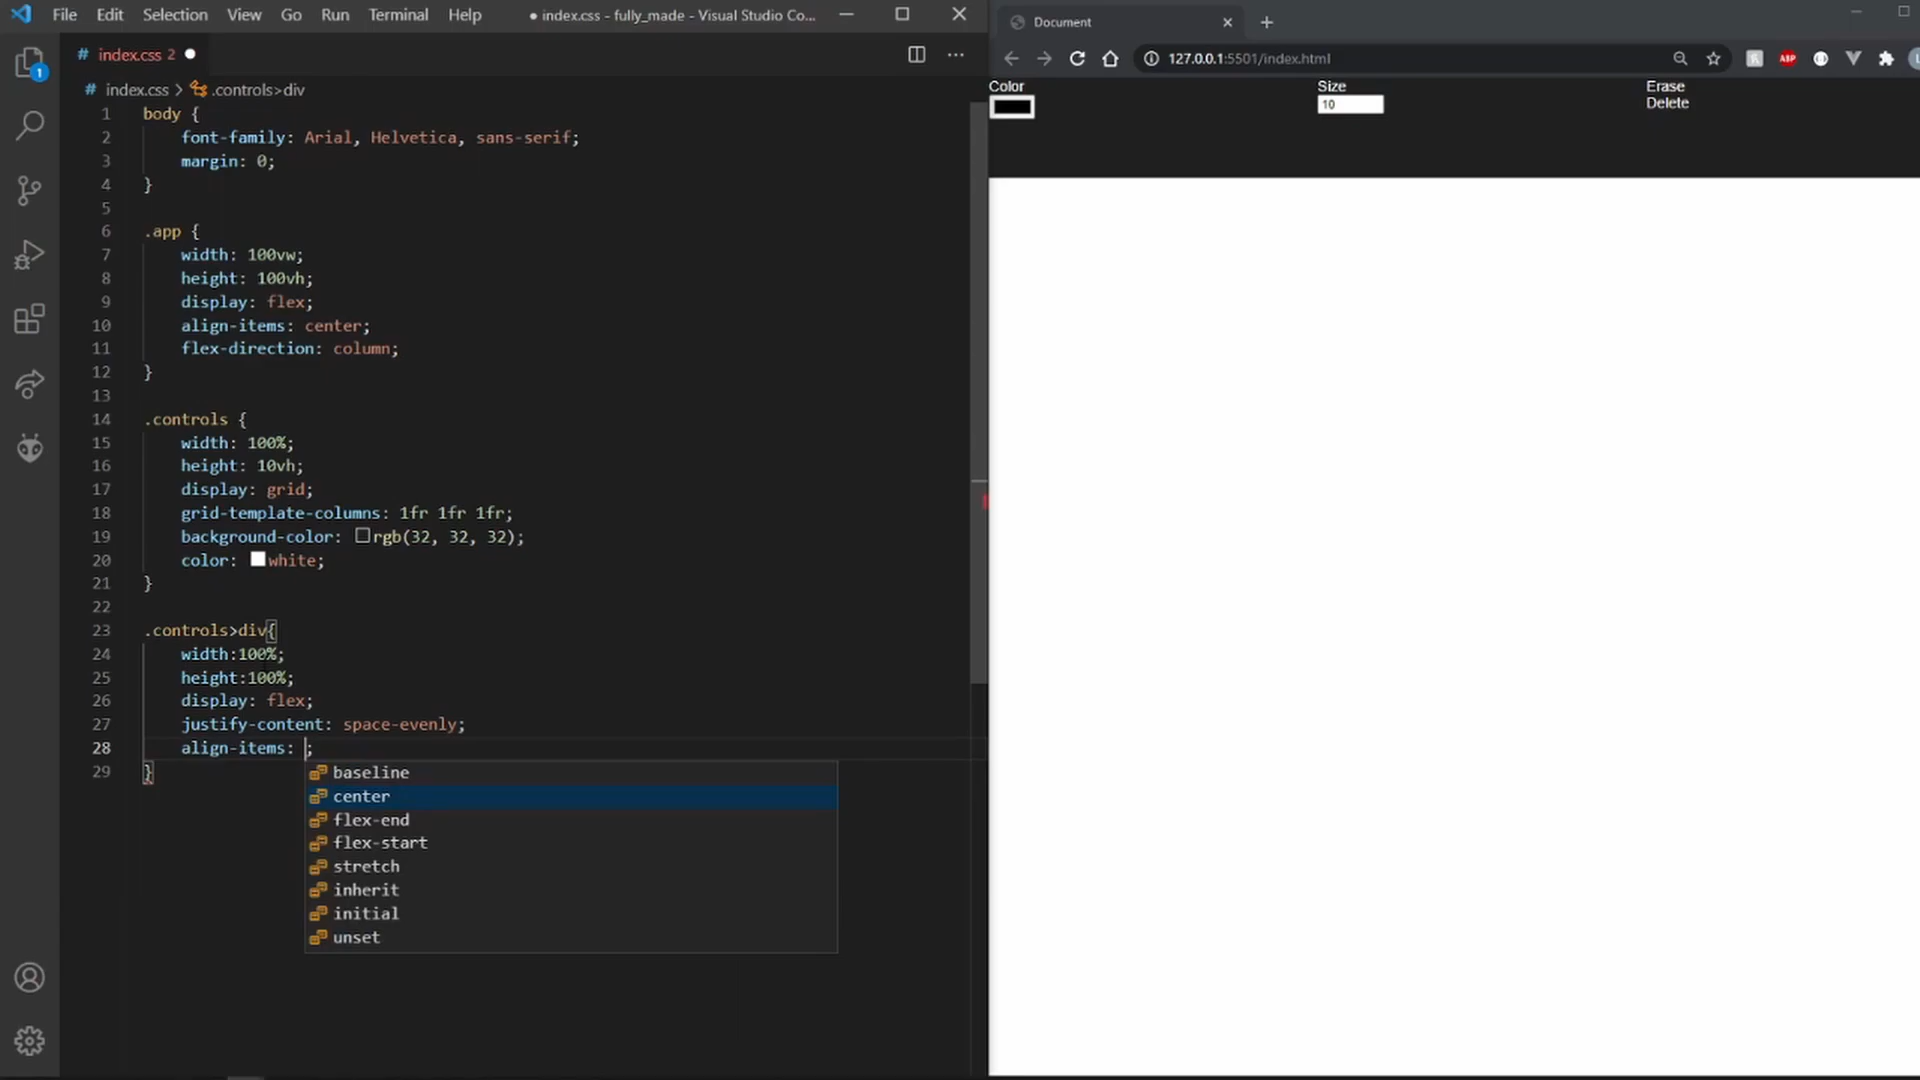 File Edit Selection View Go Run Terminal Help
● index.css - fully_made - Visual Studio Co...
# index.css 2 ●
# index.css > .controls>div
1 body {
2 font-family: Arial, Helvetica, sans-serif;
3 margin: 0;
4 }
5
6 .app {
7 width: 100vw;
8 height: 100vh;
9 display: flex;
10 align-items: center;
11 flex-direction: column;
12 }
13
14 .controls {
15 width: 100%;
16 height: 10vh;
17 display: grid;
18 grid-template-columns: 1fr 1fr 1fr;
19 background-color: rgb(32, 32, 32);
20 color: white;
21 }
22
23 .controls>div{
24 width:100%;
25 height:100%;
26 display: flex;
27 justify-content: space-evenly;
28 align-items: ;
29 }
baseline
center
flex-end
flex-start
stretch
inherit
initial
unset
1
Document
127.0.0.1:5501/index.html
ABP
Color
Size
Erase
10
Delete